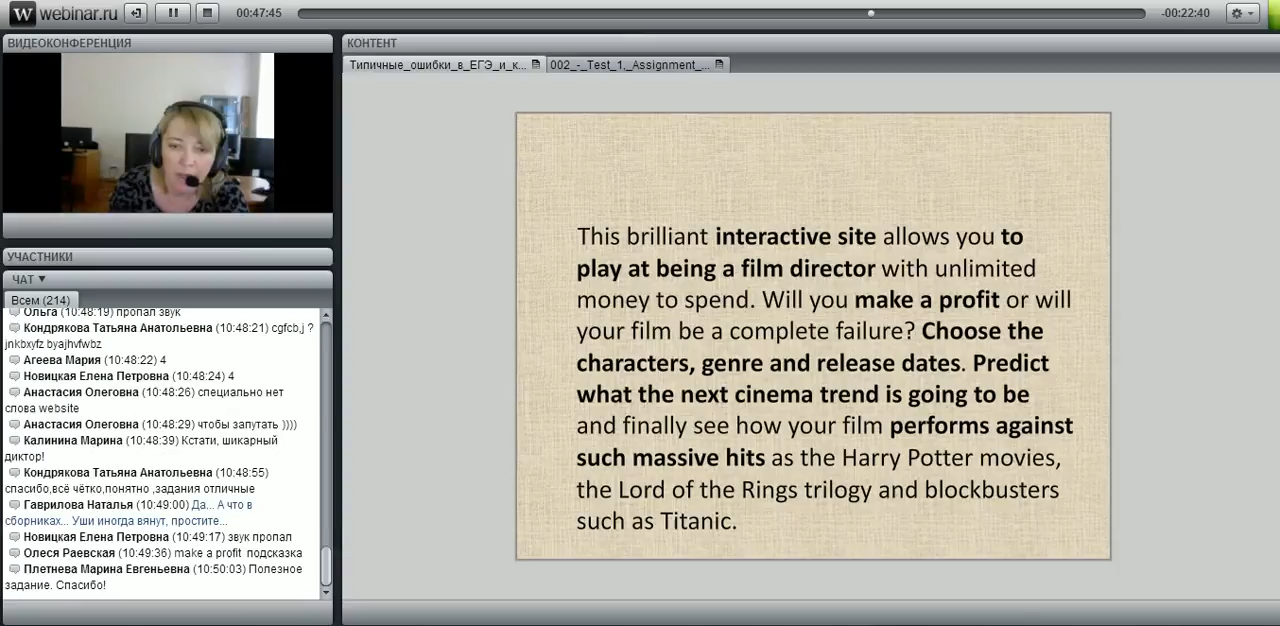 W webinar.ru
00:47:45
-00:22:40
ВИДЕОКОНФЕРЕНЦИЯ
УЧАСТНИКИ
ЧАТ ▼
Всем (214)
Ольга (10:48:19) пропал звук
Кондрякова Татьяна Анатольевна (10:48:21) cgfcb,j ?
jnkbxyfz byajhvfwbz
Агеева Мария (10:48:22) 4
Новицкая Елена Петровна (10:48:24) 4
Анастасия Олеговна (10:48:26) специально нет
слова website
Анастасия Олеговна (10:48:29) чтобы запутать ))))
Калинина Марина (10:48:39) Кстати, шикарный
диктор!
Кондрякова Татьяна Анатольевна (10:48:55)
спасибо,всё чётко,понятно ,задания отличные
Гаврилова Наталья (10:49:00) Да... А что в
сборниках... Уши иногда вянут, простите...
Новицкая Елена Петровна (10:49:17) звук пропал
Олеся Раевская (10:49:36) make a profit подсказка
Плетнева Марина Евгеньевна (10:50:03) Полезное
задание. Спасибо!
КОНТЕНТ
Типичные_ошибки_в_ЕГЭ_и_к... 002_-_Test_1,_Assignment_...
This brilliant interactive site allows you to
play at being a film director with unlimited
money to spend. Will you make a profit or will
your film be a complete failure? Choose the
characters, genre and release dates. Predict
what the next cinema trend is going to be
and finally see how your film performs against
such massive hits as the Harry Potter movies,
the Lord of the Rings trilogy and blockbusters
such as Titanic.